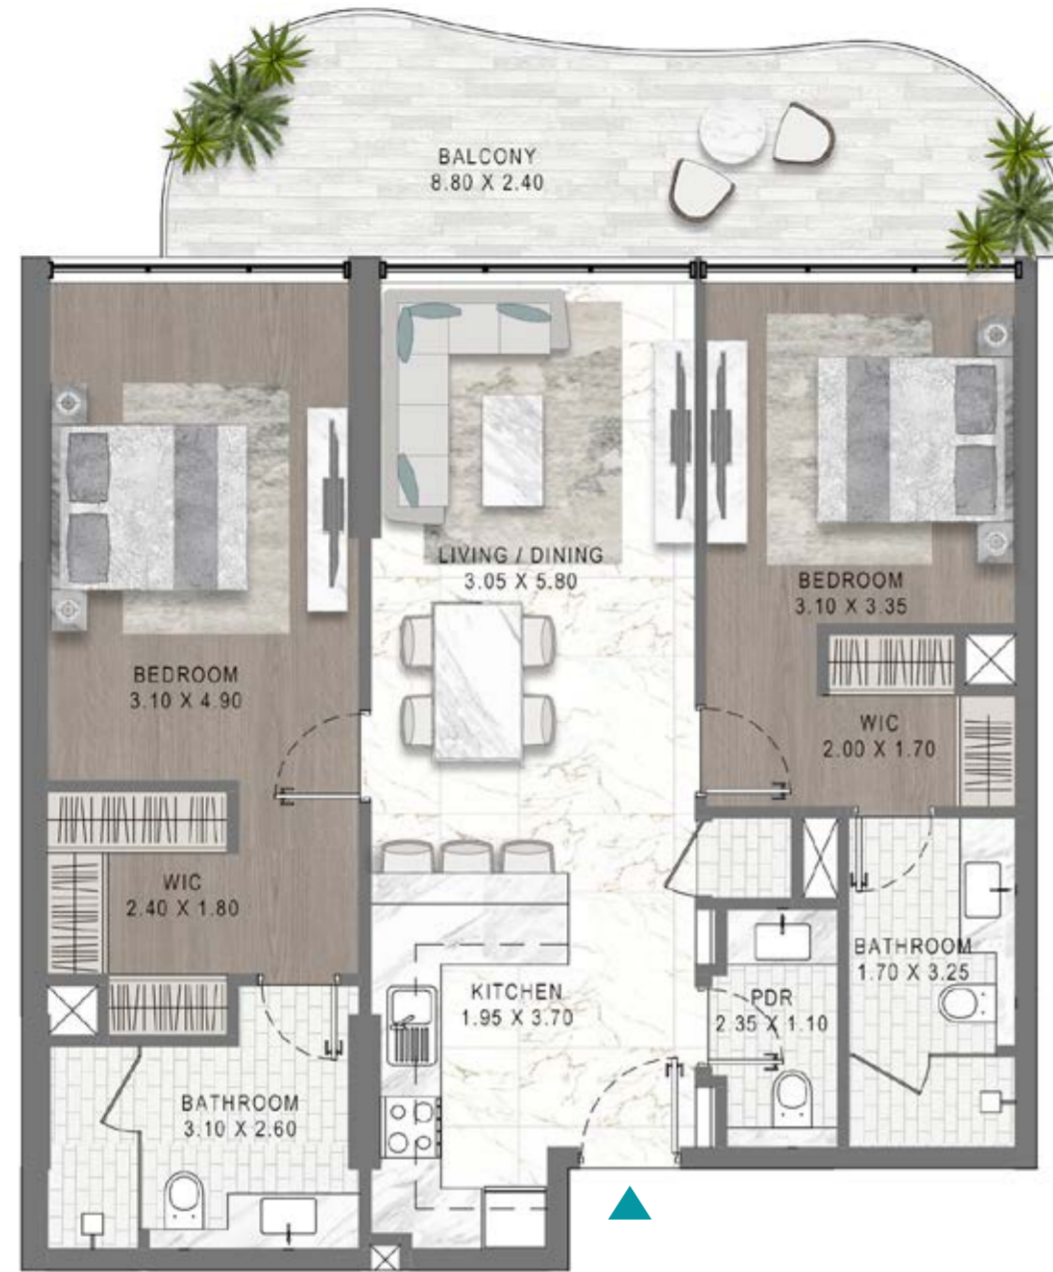 BALCONY
8.80 X 2.40
LIVING / DINING
3.05 X 5.80
BEDROOM
3.10 X 3.35
BEDROOM
3.10 X 4.90
WIC
2.00 X 1.70
WIC
2.40 X 1.80
BATHROOM
1.70 X 3.25
KITCHEN
1.95 X 3.70
PDR
2.35 X 1.10
BATHROOM
3.10 X 2.60